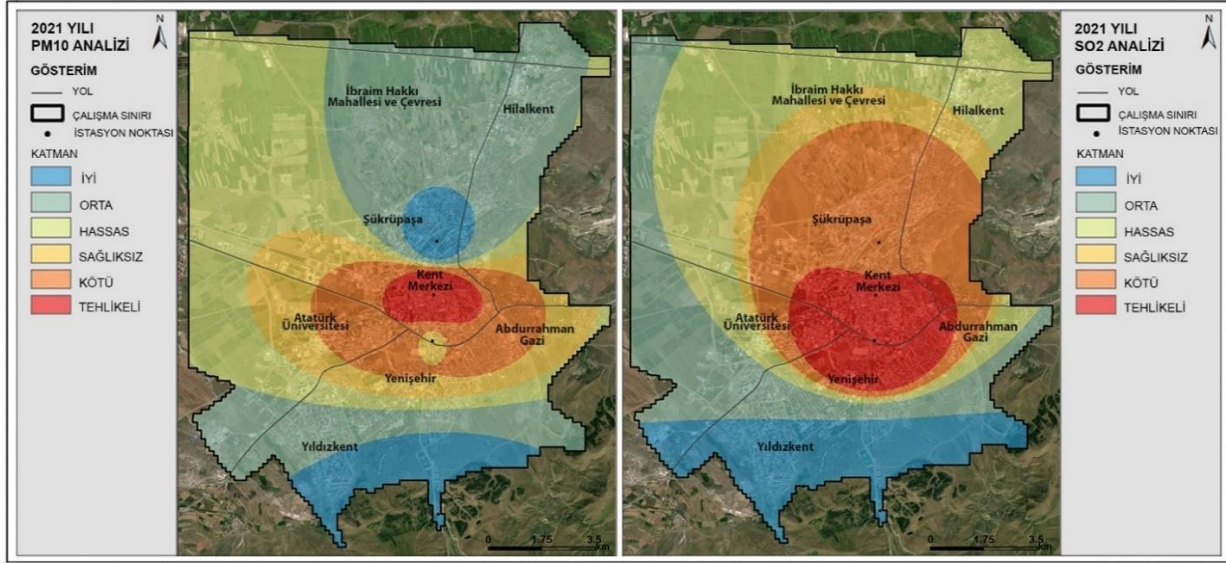 2021 YILI
PM10 ANALİZİ
N
GÖSTERİM
YOL
ÇALIŞMA SINIRI
İSTASYON NOKTASI
KATMAN
İYİ
ORTA
HASSAS
SAĞLIKSIZ
KÖTÜ
TEHLİKELİ
İbraim Hakkı
Mahallesi ve Çevresi
Hilalkent
Şükrüpaşa
Kent
Merkezi
Atatürk
Üniversitesi
Abdurrahman
Gazi
Yenişehir
Yıldızkent
0 1.75 3.5
km
İbraim Hakkı
Mahallesi ve Çevresi
Hilalkent
Şükrüpaşa
Kent
Merkezi
Atatürk
Üniversitesi
Abdurrahman
Gazi
Yenişehir
Yıldızkent
0 1.75 3.5
km
2021 YILI
SO2 ANALİZİ
N
GÖSTERİM
YOL
ÇALIŞMA SINIRI
İSTASYON NOKTASI
KATMAN
İYİ
ORTA
HASSAS
SAĞLIKSIZ
KÖTÜ
TEHLİKELİ